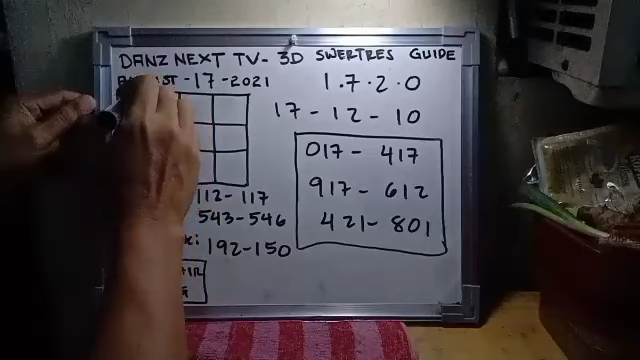 DANZ NEXT TV- 3D SWERTRES GUIDE
-17-2021
1.7.2.0
17 - 12 - 10
017 - 417
917 - 612
421 - 801
112 - 117
543 - 546
192 - 150